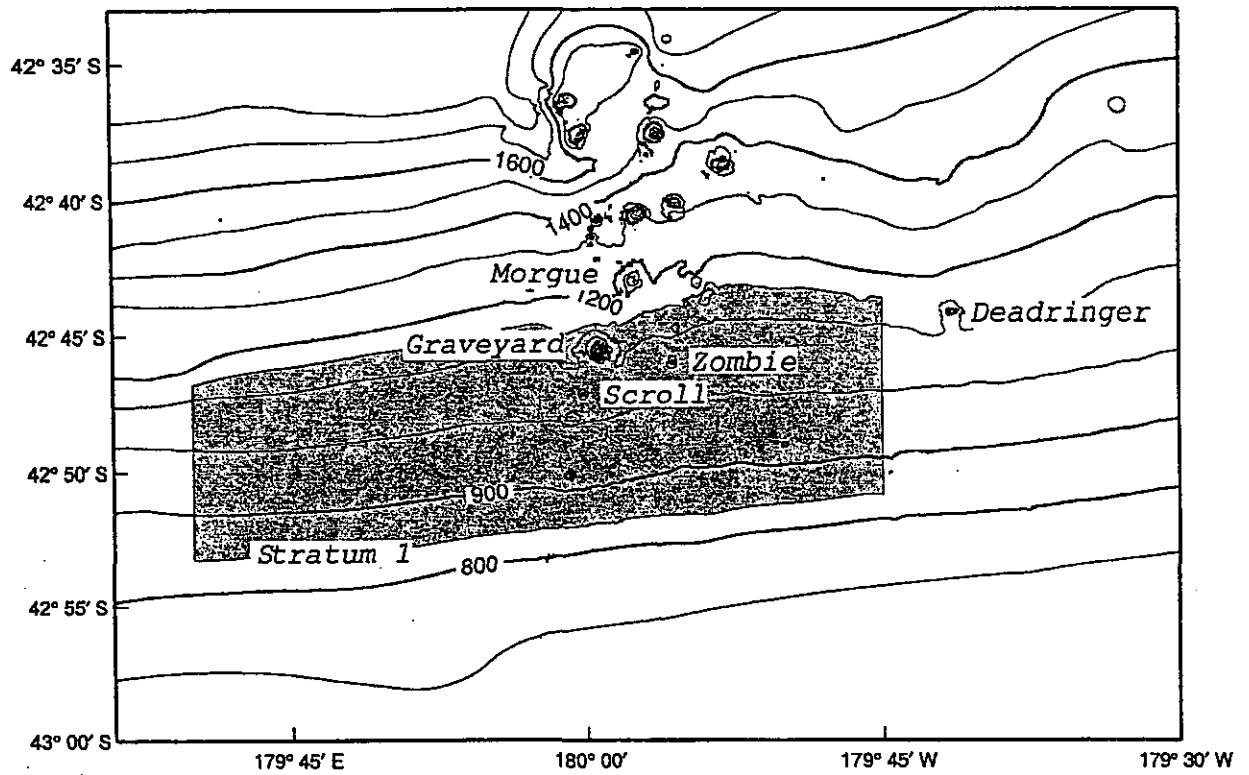 42° 35′ S
1600
42° 40′ S
1400
Morgue
1200
Deadringer
42° 45′ S
Graveyard
Zombie
Scroll
42° 50′ S
900
Stratum 1
800
42° 55′ S
43° 00′ S
179° 45′ E
180° 00′
179° 45′ W
179° 30′ W